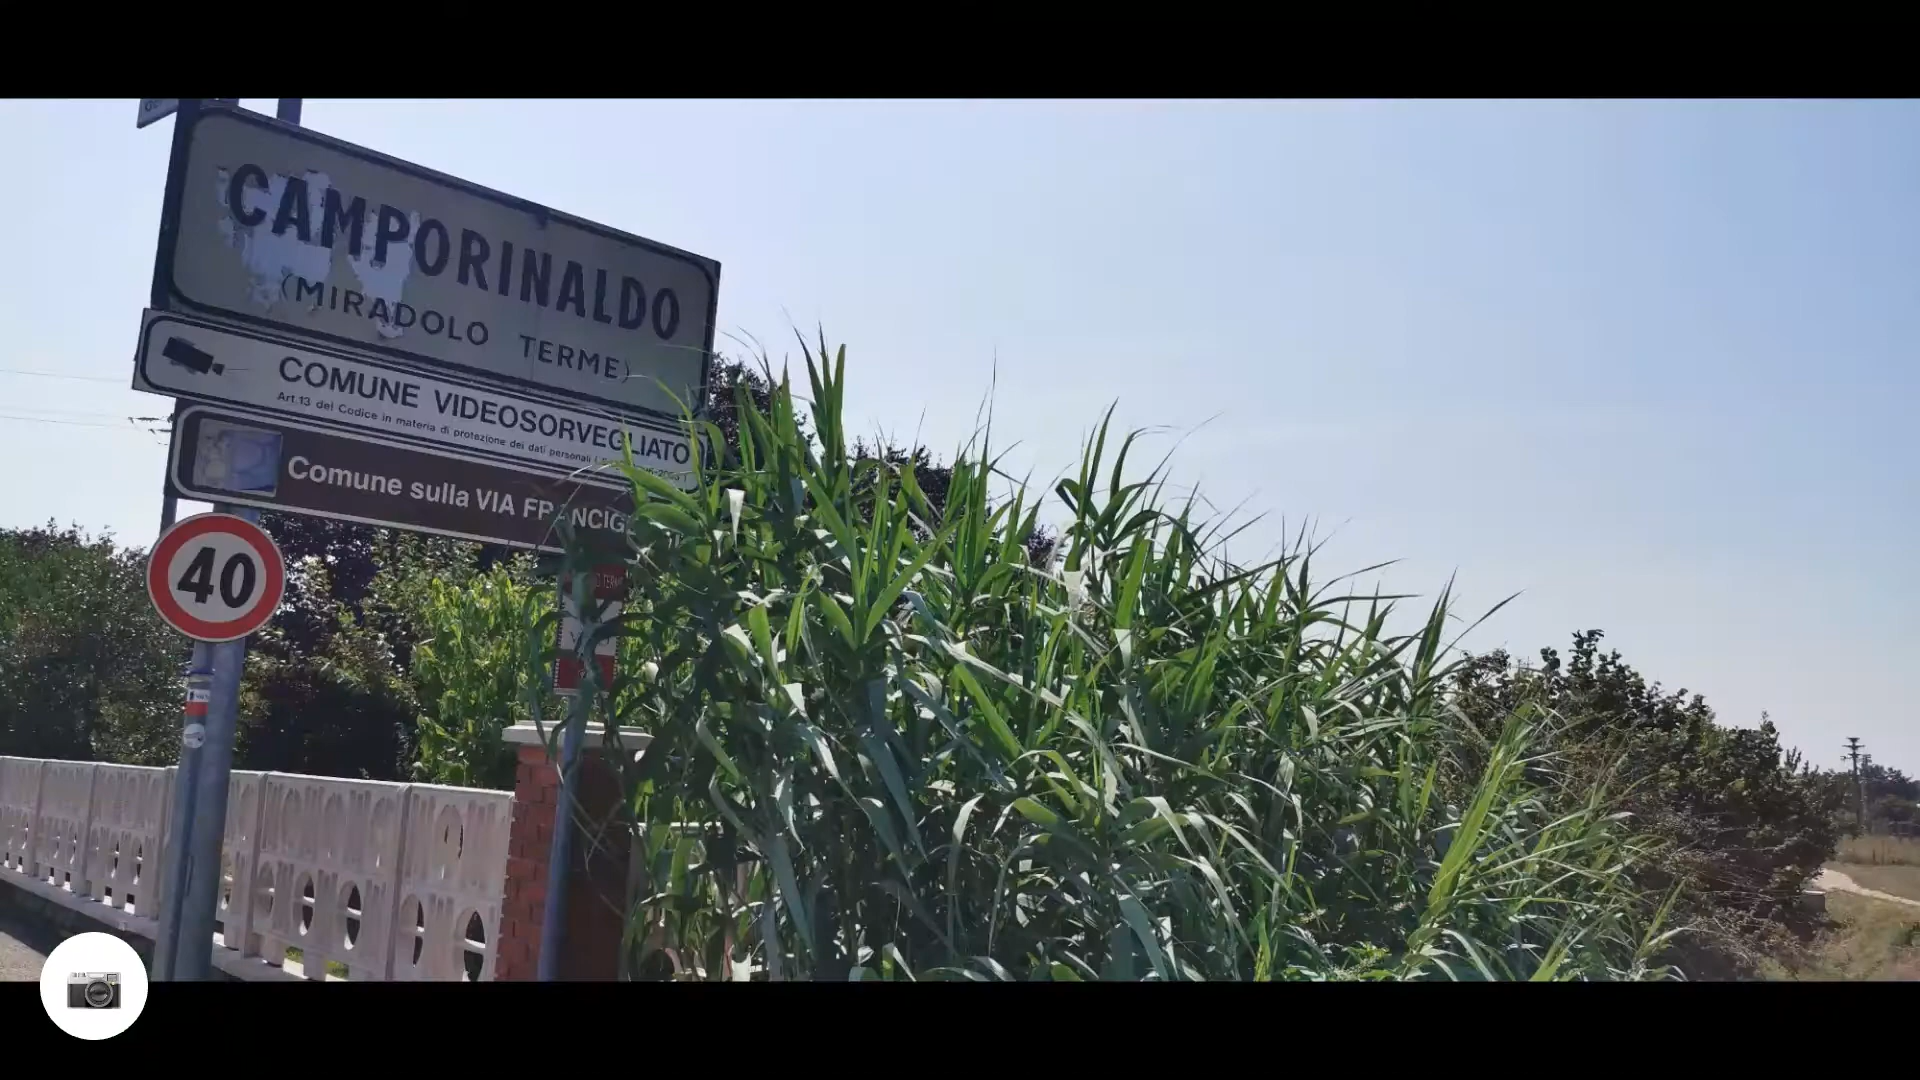 CAMPORINALDO
(MIRADOLO TERME)
COMUNE VIDEOSORVEGLIATO
Art.13 del Codice in materia di protezione dei dati personali
Comune sulla VIA FRANCIG
40